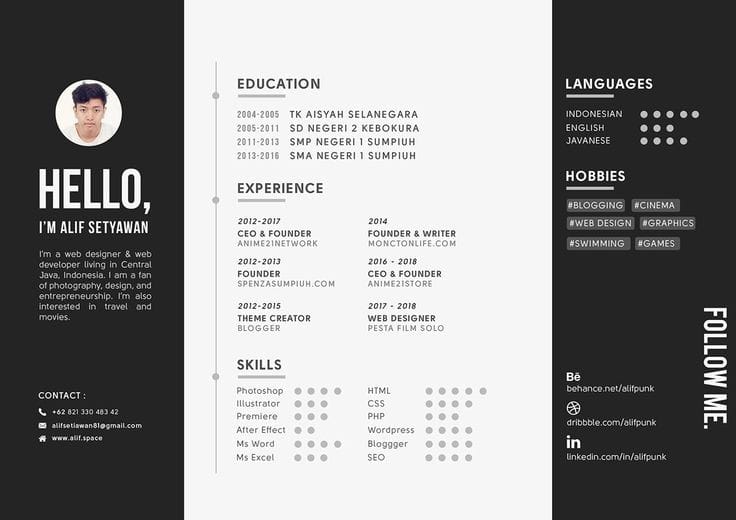 HELLO,
I'M ALIF SETYAWAN
I'm a web designer & web
developer living in Central
Java, Indonesia. I am a fan
of photography, design, and
entrepreneurship. I'm also
interested in travel and
movies.
CONTACT :
+62 821 330 483 42
alifsetiawan81@gmail.com
www.alif.space
EDUCATION
2004-2005 TK AISYAH SELANEGARA
2005-2011 SD NEGERI 2 KEBOKURA
2011-2013 SMP NEGERI 1 SUMPIUH
2013-2016 SMA NEGERI 1 SUMPIUH
EXPERIENCE
2012-2017
CEO & FOUNDER
ANIME21NETWORK
2014
FOUNDER & WRITER
MONCTONLIFE.COM
2012-2013
FOUNDER
SPENZASUMPIUH.COM
2016 - 2018
CEO & FOUNDER
ANIME21STORE
2012-2015
THEME CREATOR
BLOGGER
2017 - 2018
WEB DESIGNER
PESTA FILM SOLO
SKILLS
Photoshop
Illustrator
Premiere
After Effect
Ms Word
Ms Excel
HTML
CSS
PHP
Wordpress
Bloggger
SEO
LANGUAGES
INDONESIAN
ENGLISH
JAVANESE
HOBBIES
#BLOGGING #CINEMA
#WEB DESIGN #GRAPHICS
#SWIMMING #GAMES
FOLLOW ME.
Bē
behance.net/alifpunk
dribbble.com/alifpunk
in
linkedin.com/in/alifpunk